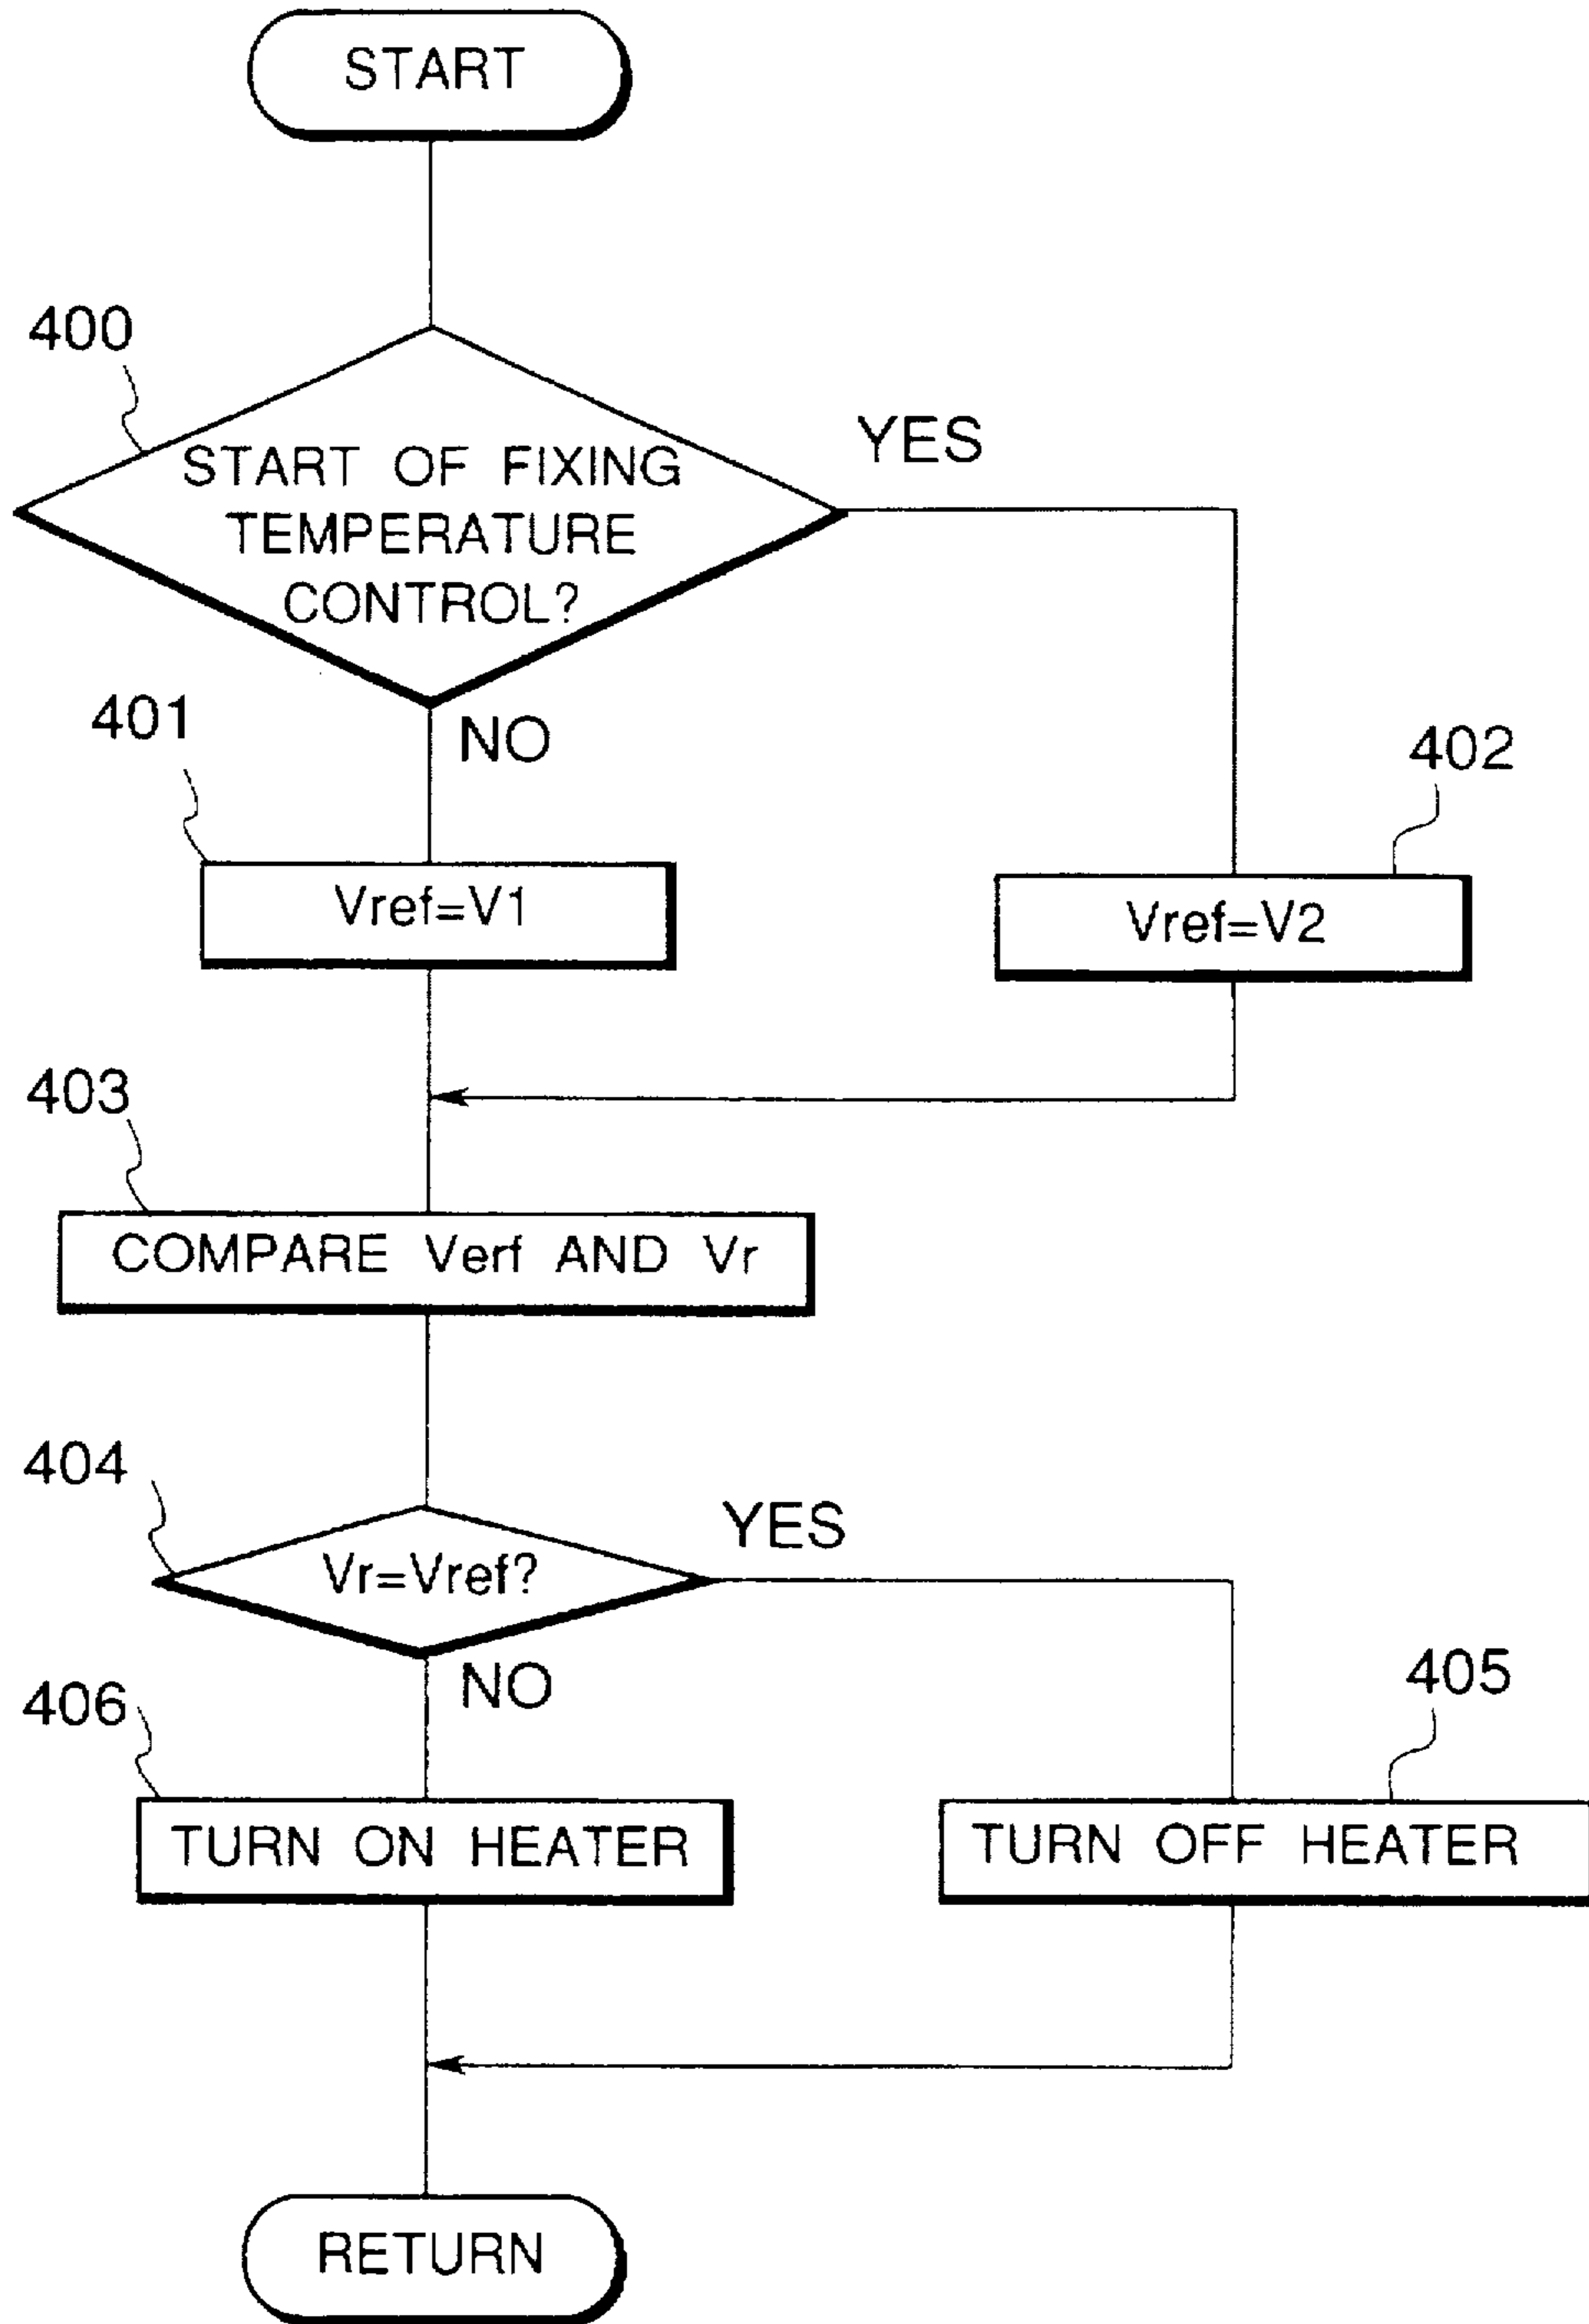 START
400
START OF FIXING
TEMPERATURE
CONTROL?
YES
NO
401
Vref=V1
402
Vref=V2
403
COMPARE Verf AND Vr
404
Vr=Vref?
YES
NO
406
TURN ON HEATER
405
TURN OFF HEATER
RETURN